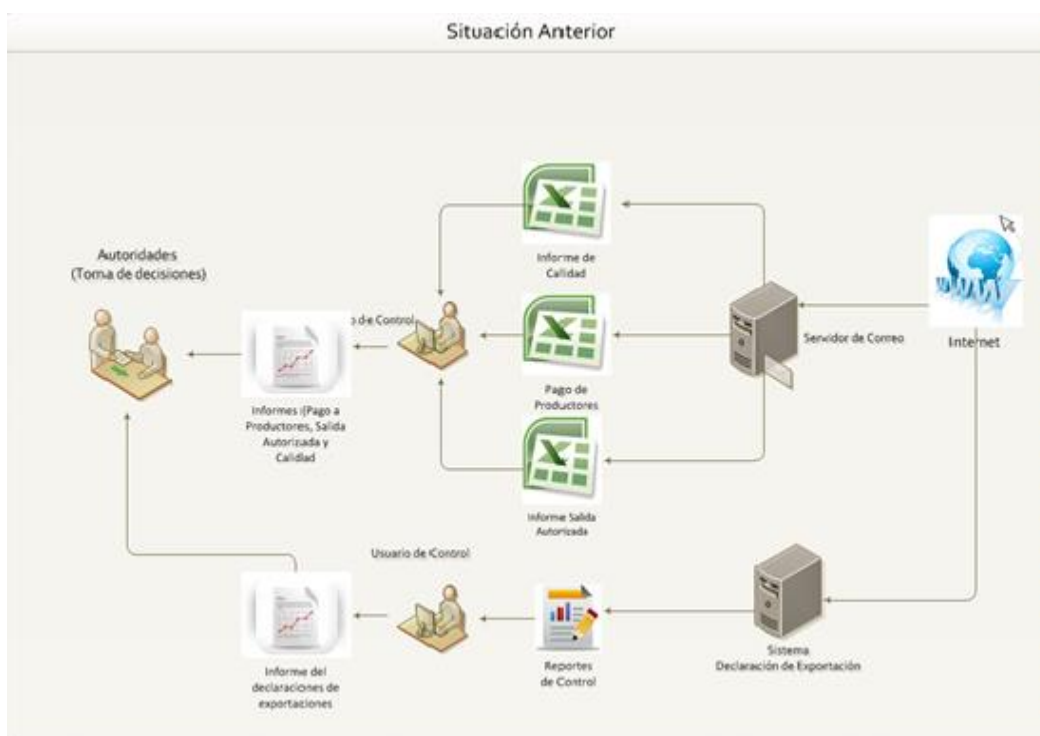 Situación Anterior
Autoridades
(Toma de decisiones)
Informe de
Calidad
o de Control
Servidor de Correo
WWW
Internet
Pago de
Productores
Informes (Pago a
Productores, Salida
Autorizada y
Calidad
Informe Salida
Autorizada
Usuario de Control
Sistema
Declaración de Exportación
Reportes
de Control
Informe del
declaraciones de
exportaciones